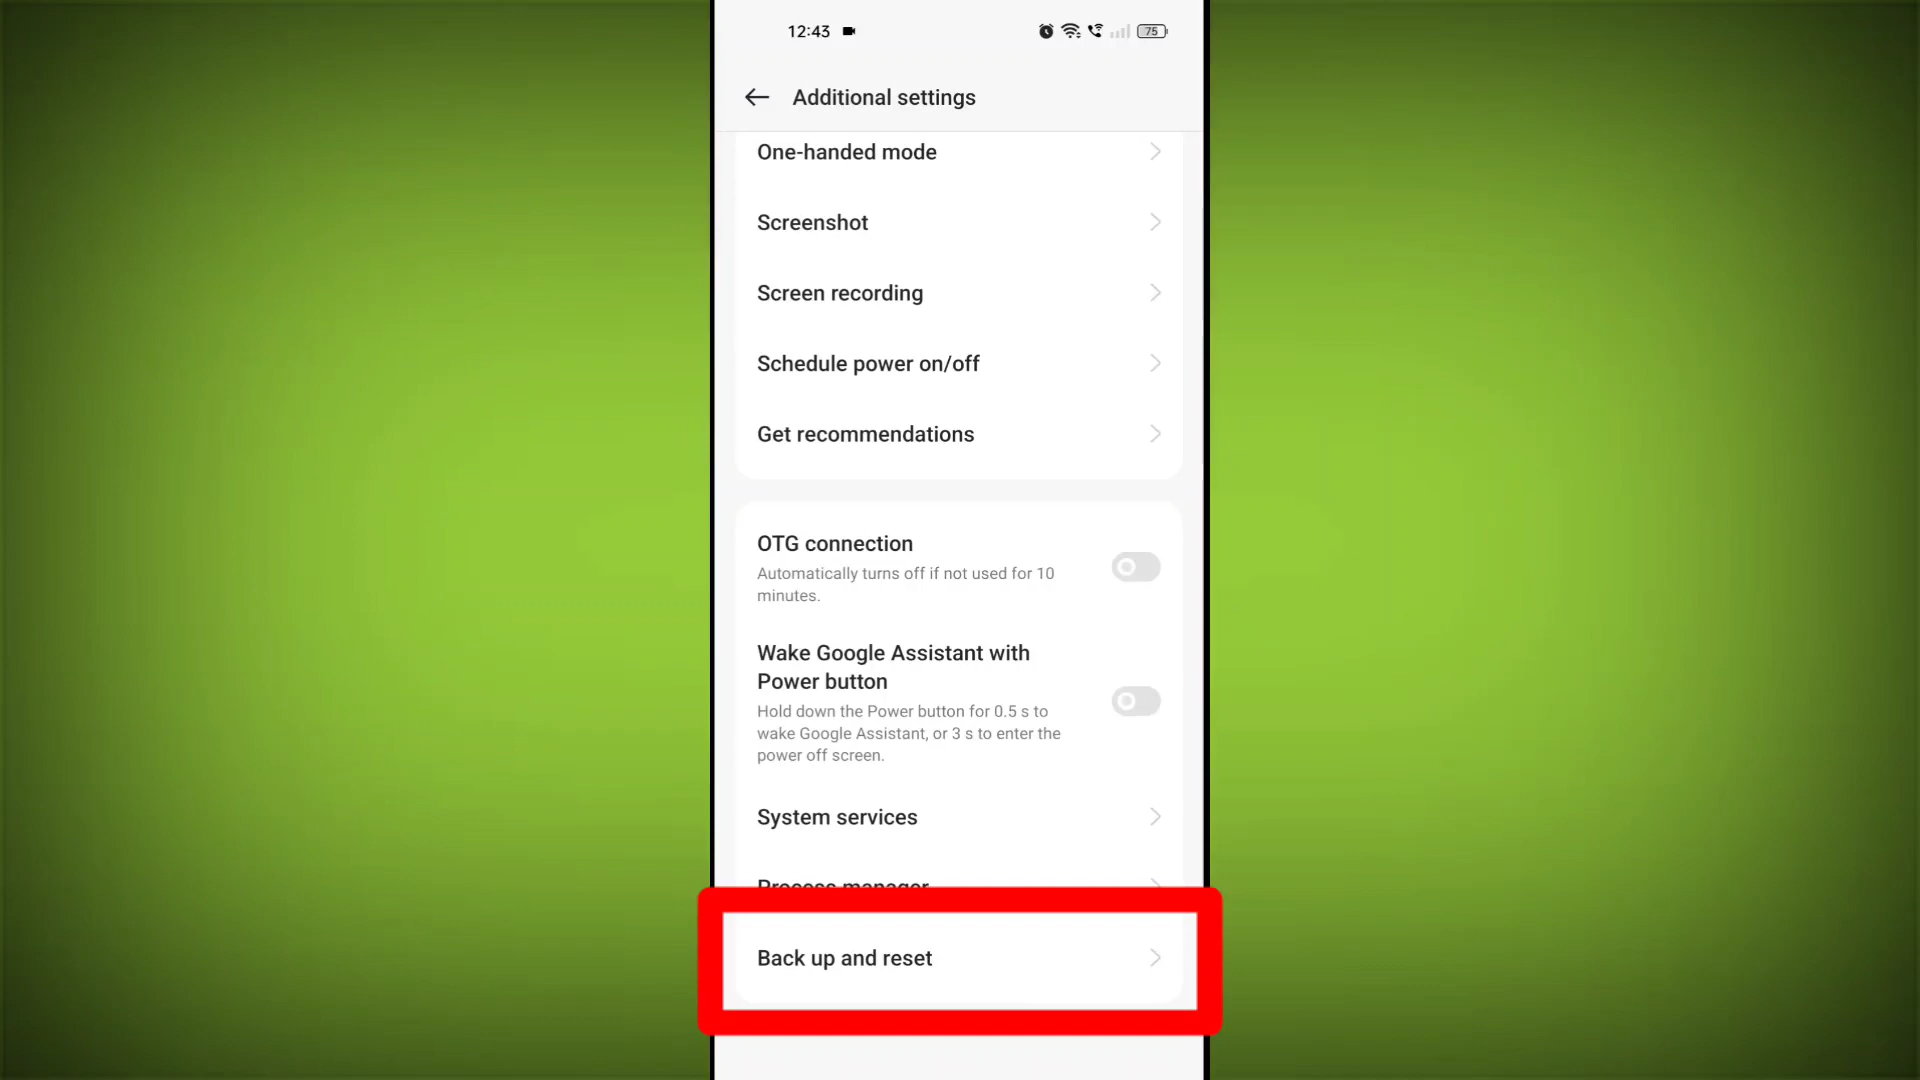 12:43
75
Additional settings
One-handed mode
Screenshot
Screen recording
Schedule power on/off
Get recommendations
OTG connection
Automatically turns off if not used for 10
minutes.
Wake Google Assistant with
Power button
Hold down the Power button for 0.5 s to
wake Google Assistant, or 3 s to enter the
power off screen.
System services
Process manager
Back up and reset